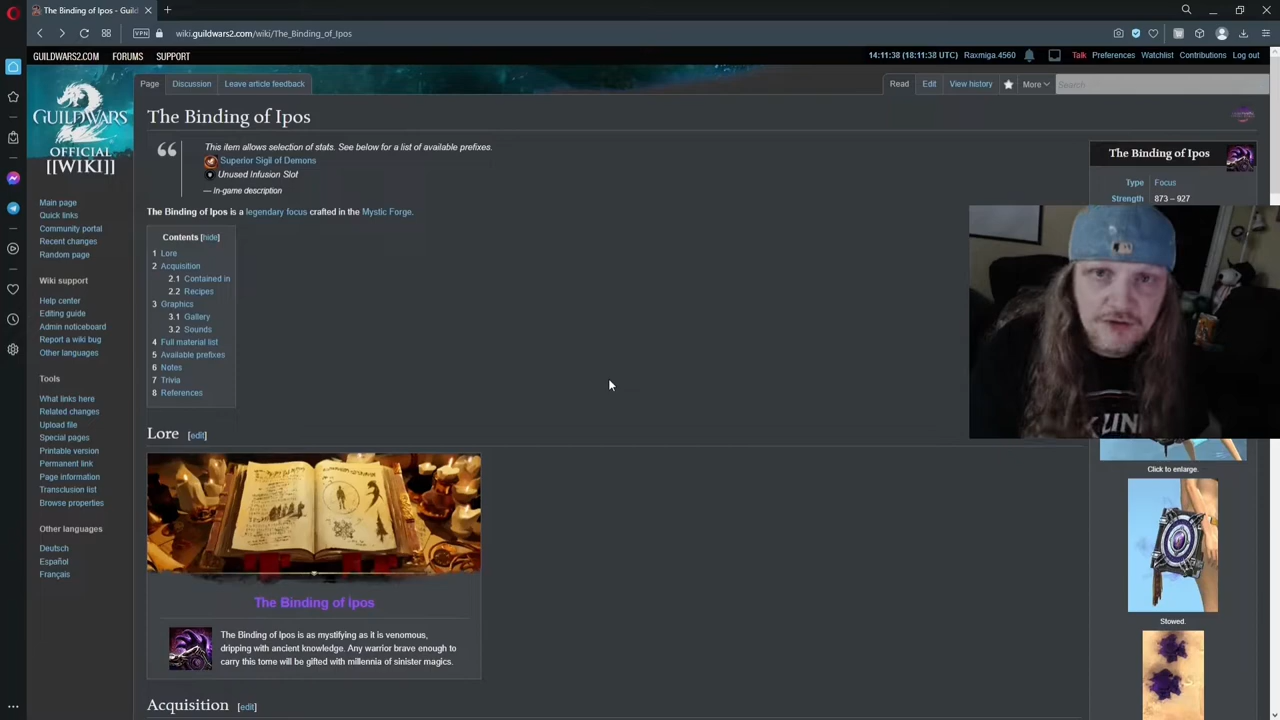 The Binding of Ipos - Guild
VPN
wiki.guildwars2.com/wiki/The_Binding_of_Ipos
GUILDWARS2.COM FORUMS SUPPORT
14:11:38 (18:11:38 UTC) Raxmiga.4560 Talk Preferences Watchlist Contributions Log out
Page Discussion Leave article feedback
Read Edit View history More Search
GUILD WARS 2
OFFICIAL
[[WIKI]]
The Binding of Ipos
This item allows selection of stats. See below for a list of available prefixes.
Superior Sigil of Demons
Unused Infusion Slot
— In-game description
The Binding of Ipos is a legendary focus crafted in the Mystic Forge.
Contents [hide]
1 Lore
2 Acquisition
2.1 Contained in
2.2 Recipes
3 Graphics
3.1 Gallery
3.2 Sounds
4 Full material list
5 Available prefixes
6 Notes
7 Trivia
8 References
Main page
Quick links
Community portal
Recent changes
Random page
Wiki support
Help center
Editing guide
Admin noticeboard
Report a wiki bug
Other languages
Tools
What links here
Related changes
Upload file
Special pages
Printable version
Permanent link
Page information
Transclusion list
Browse properties
Other languages
Deutsch
Español
Français
Lore [edit]
The Binding of Ipos
The Binding of Ipos is as mystifying as it is venomous,
dripping with ancient knowledge. Any warrior brave enough to
carry this tome will be gifted with millennia of sinister magics.
Acquisition [edit]
The Binding of Ipos
Type Focus
Strength 873 – 927
Click to enlarge.
Stowed.